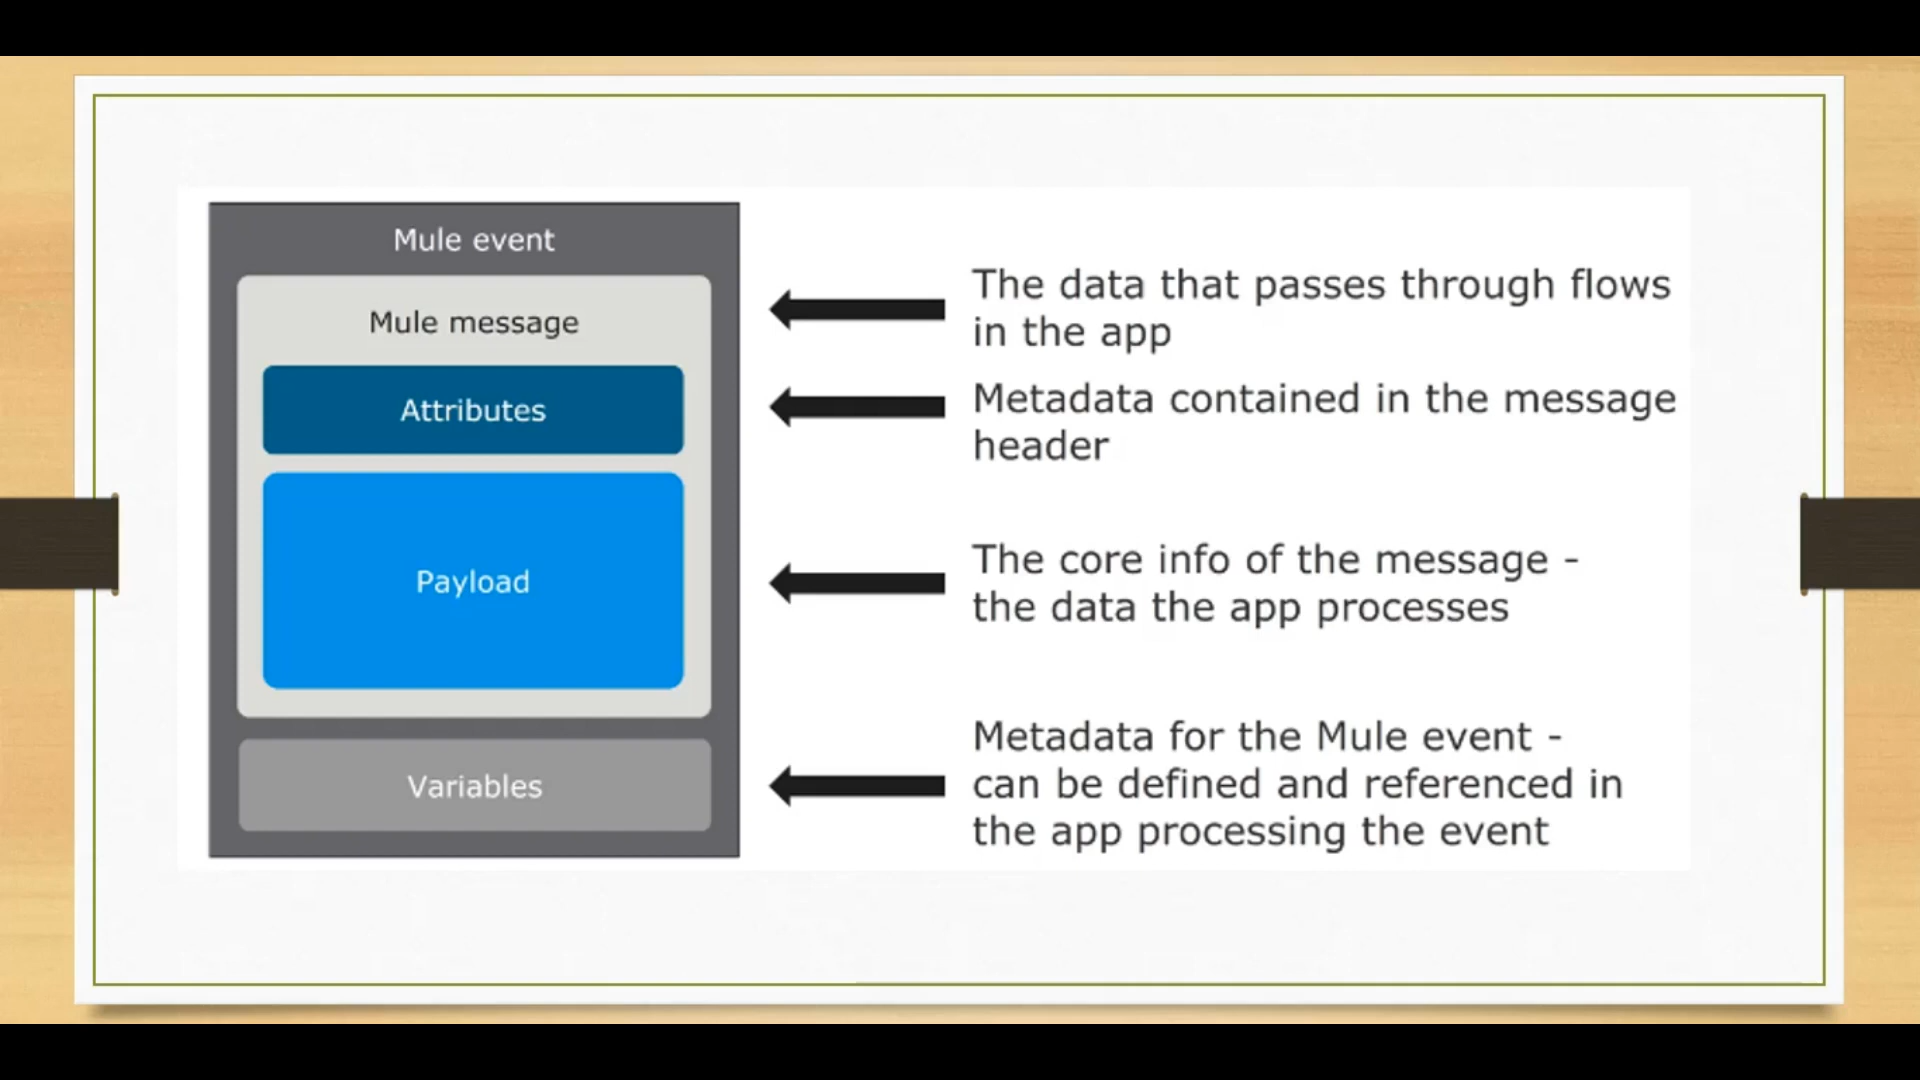 Mule event
Mule message
Attributes
Payload
Variables
The data that passes through flows
in the app
Metadata contained in the message
header
The core info of the message -
the data the app processes
Metadata for the Mule event -
can be defined and referenced in
the app processing the event